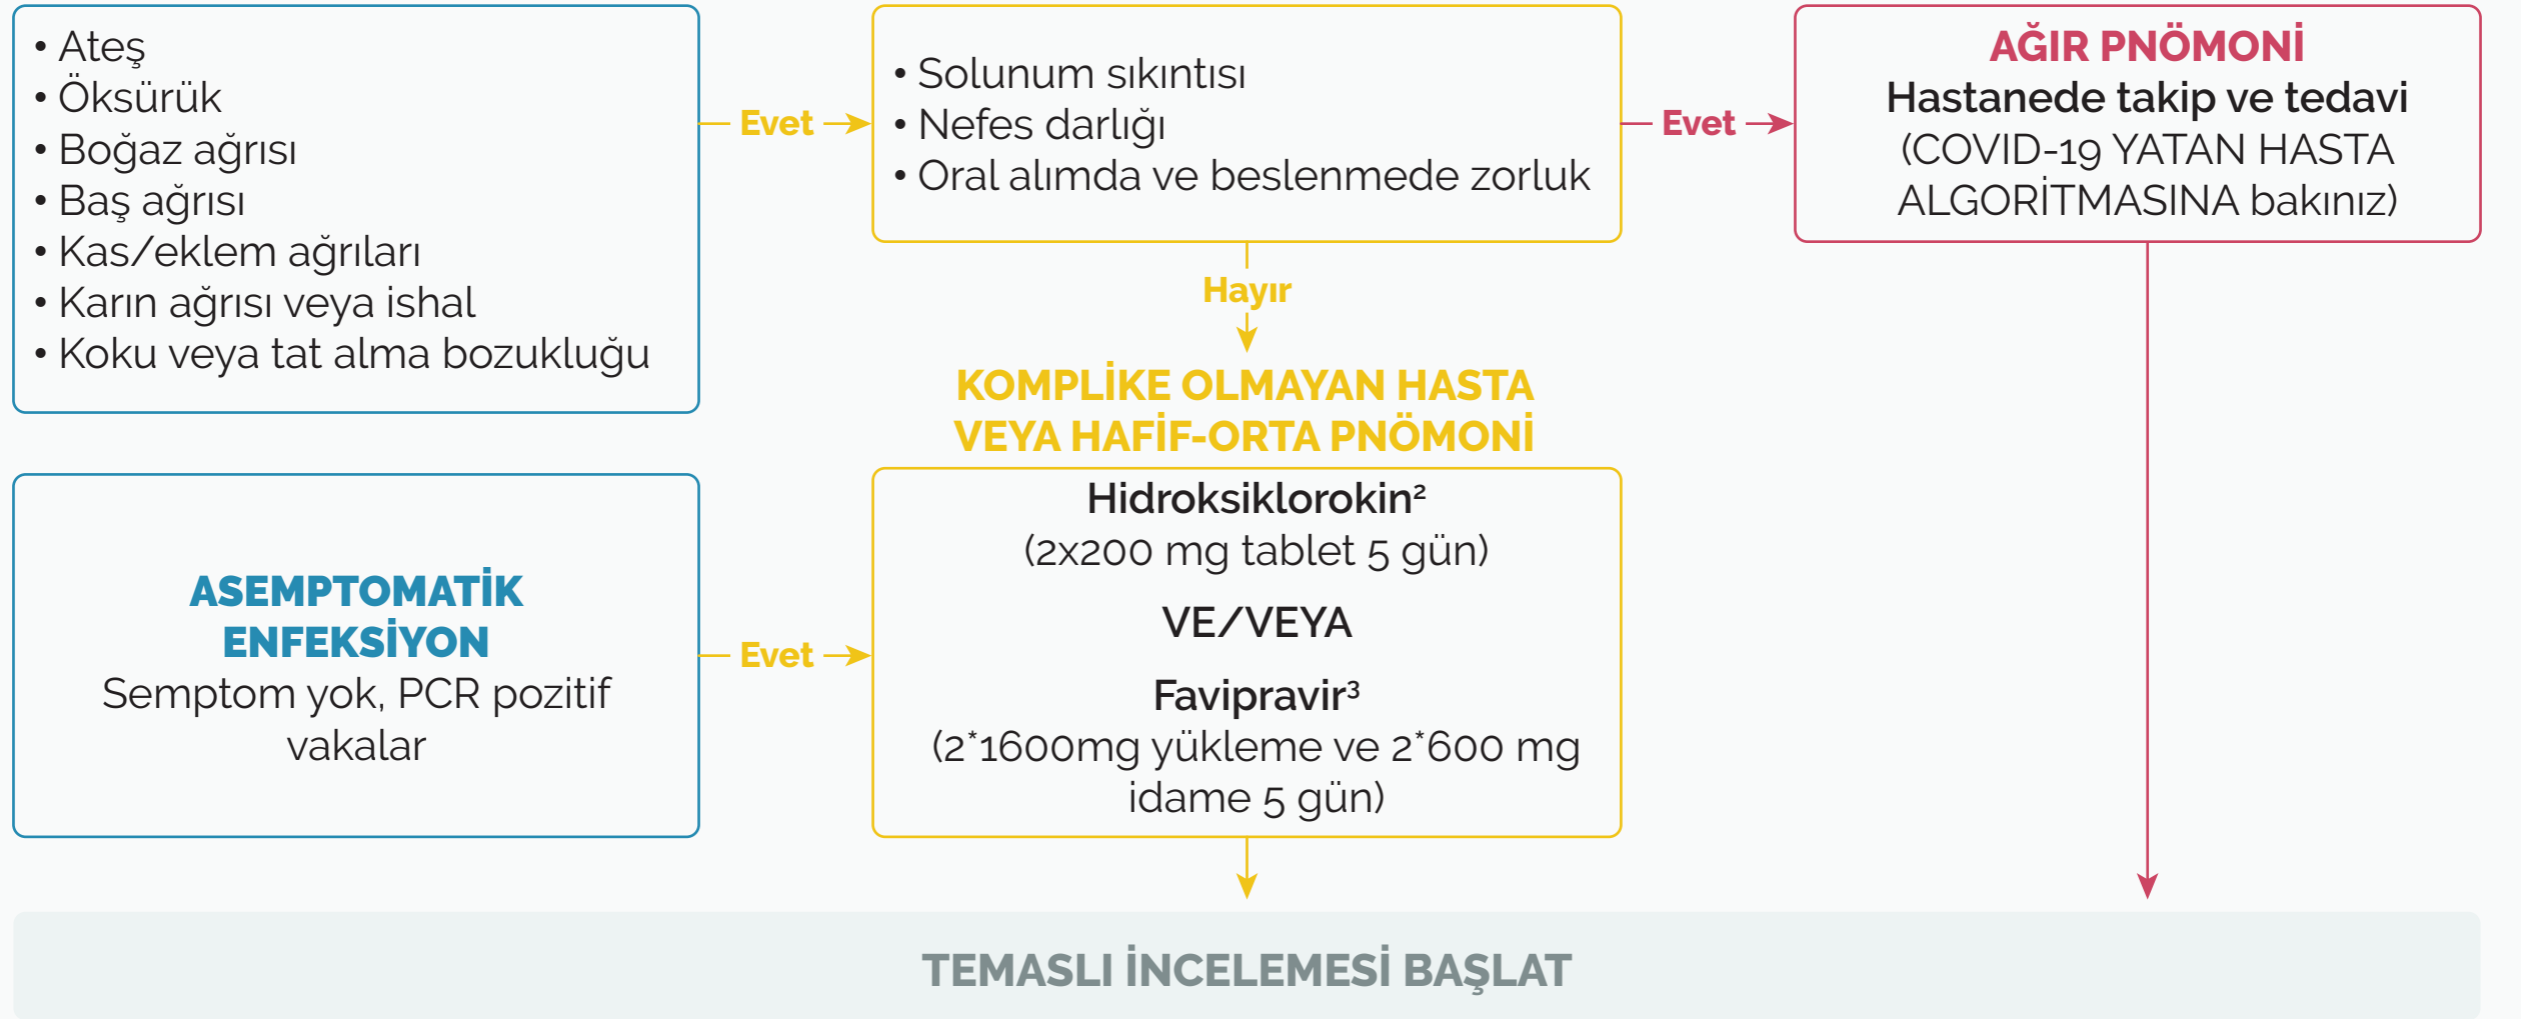 • Ateş
• Öksürük
• Boğaz ağrısı
• Baş ağrısı
• Kas/eklem ağrıları
• Karın ağrısı veya ishal
• Koku veya tat alma bozukluğu
Evet
• Solunum sıkıntısı
• Nefes darlığı
• Oral alımda ve beslenmede zorluk
Evet
AĞIR PNÖMONİ
Hastanede takip ve tedavi
(COVID-19 YATAN HASTA
ALGORİTMASINA bakınız)
Hayır
KOMPLİKE OLMAYAN HASTA
VEYA HAFİF-ORTA PNÖMONİ
ASEMPTOMATİK
ENFEKSİYON
Semptom yok, PCR pozitif
vakalar
Evet
Hidroksiklorokin²
(2x200 mg tablet 5 gün)
VE/VEYA
Favipravir³
(2*1600mg yükleme ve 2*600 mg
idame 5 gün)
TEMASLI İNCELEMESİ BAŞLAT